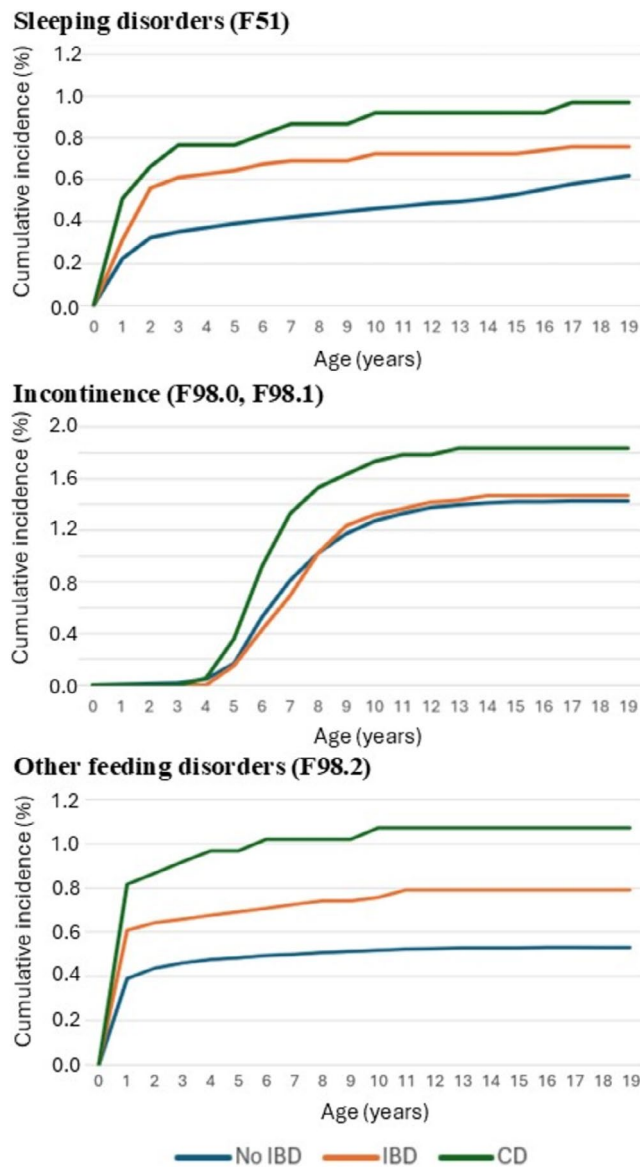 Sleeping disorders (F51)
Cumulative incidence (%)
1.2
1.0
0.8
0.6
0.4
0.2
0.0
0 1 2 3 4 5 6 7 8 9 10 11 12 13 14 15 16 17 18 19
Age (years)
Incontinence (F98.0, F98.1)
Cumulative incidence (%)
2.0
1.6
1.2
0.8
0.4
0.0
0 1 2 3 4 5 6 7 8 9 10 11 12 13 14 15 16 17 18 19
Age (years)
Other feeding disorders (F98.2)
Cumulative incidence (%)
1.2
1.0
0.8
0.6
0.4
0.2
0.0
0 1 2 3 4 5 6 7 8 9 10 11 12 13 14 15 16 17 18 19
Age (years)
No IBD IBD CD